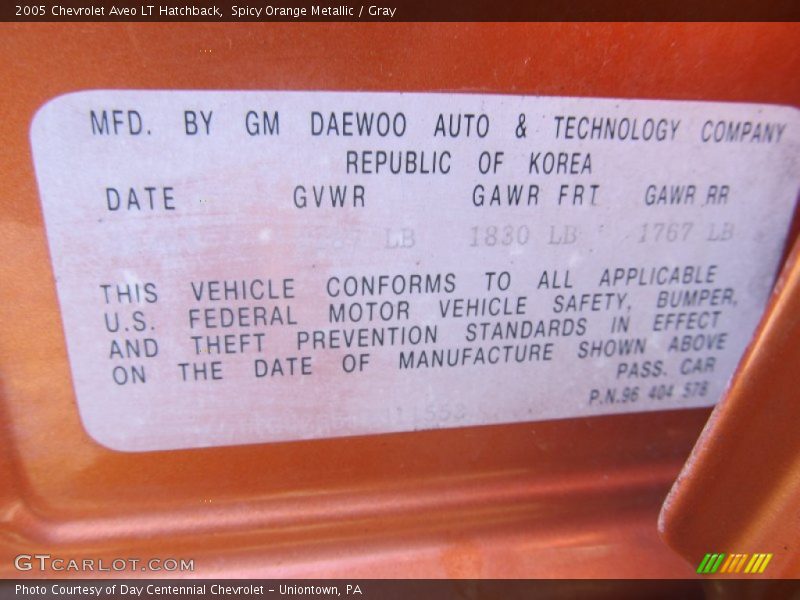 2005 Chevrolet Aveo LT Hatchback, Spicy Orange Metallic / Gray
MFD. BY GM DAEWOO AUTO & TECHNOLOGY COMPANY
REPUBLIC OF KOREA
DATE GVWR GAWR FRT GAWR RR
LB 1830 LB 1767 LB
THIS VEHICLE CONFORMS TO ALL APPLICABLE
U.S. FEDERAL MOTOR VEHICLE SAFETY, BUMPER,
AND THEFT PREVENTION STANDARDS IN EFFECT
ON THE DATE OF MANUFACTURE SHOWN ABOVE
PASS. CAR
P.N.96 404 578
GTCARLOT.COM
Photo Courtesy of Day Centennial Chevrolet - Uniontown, PA